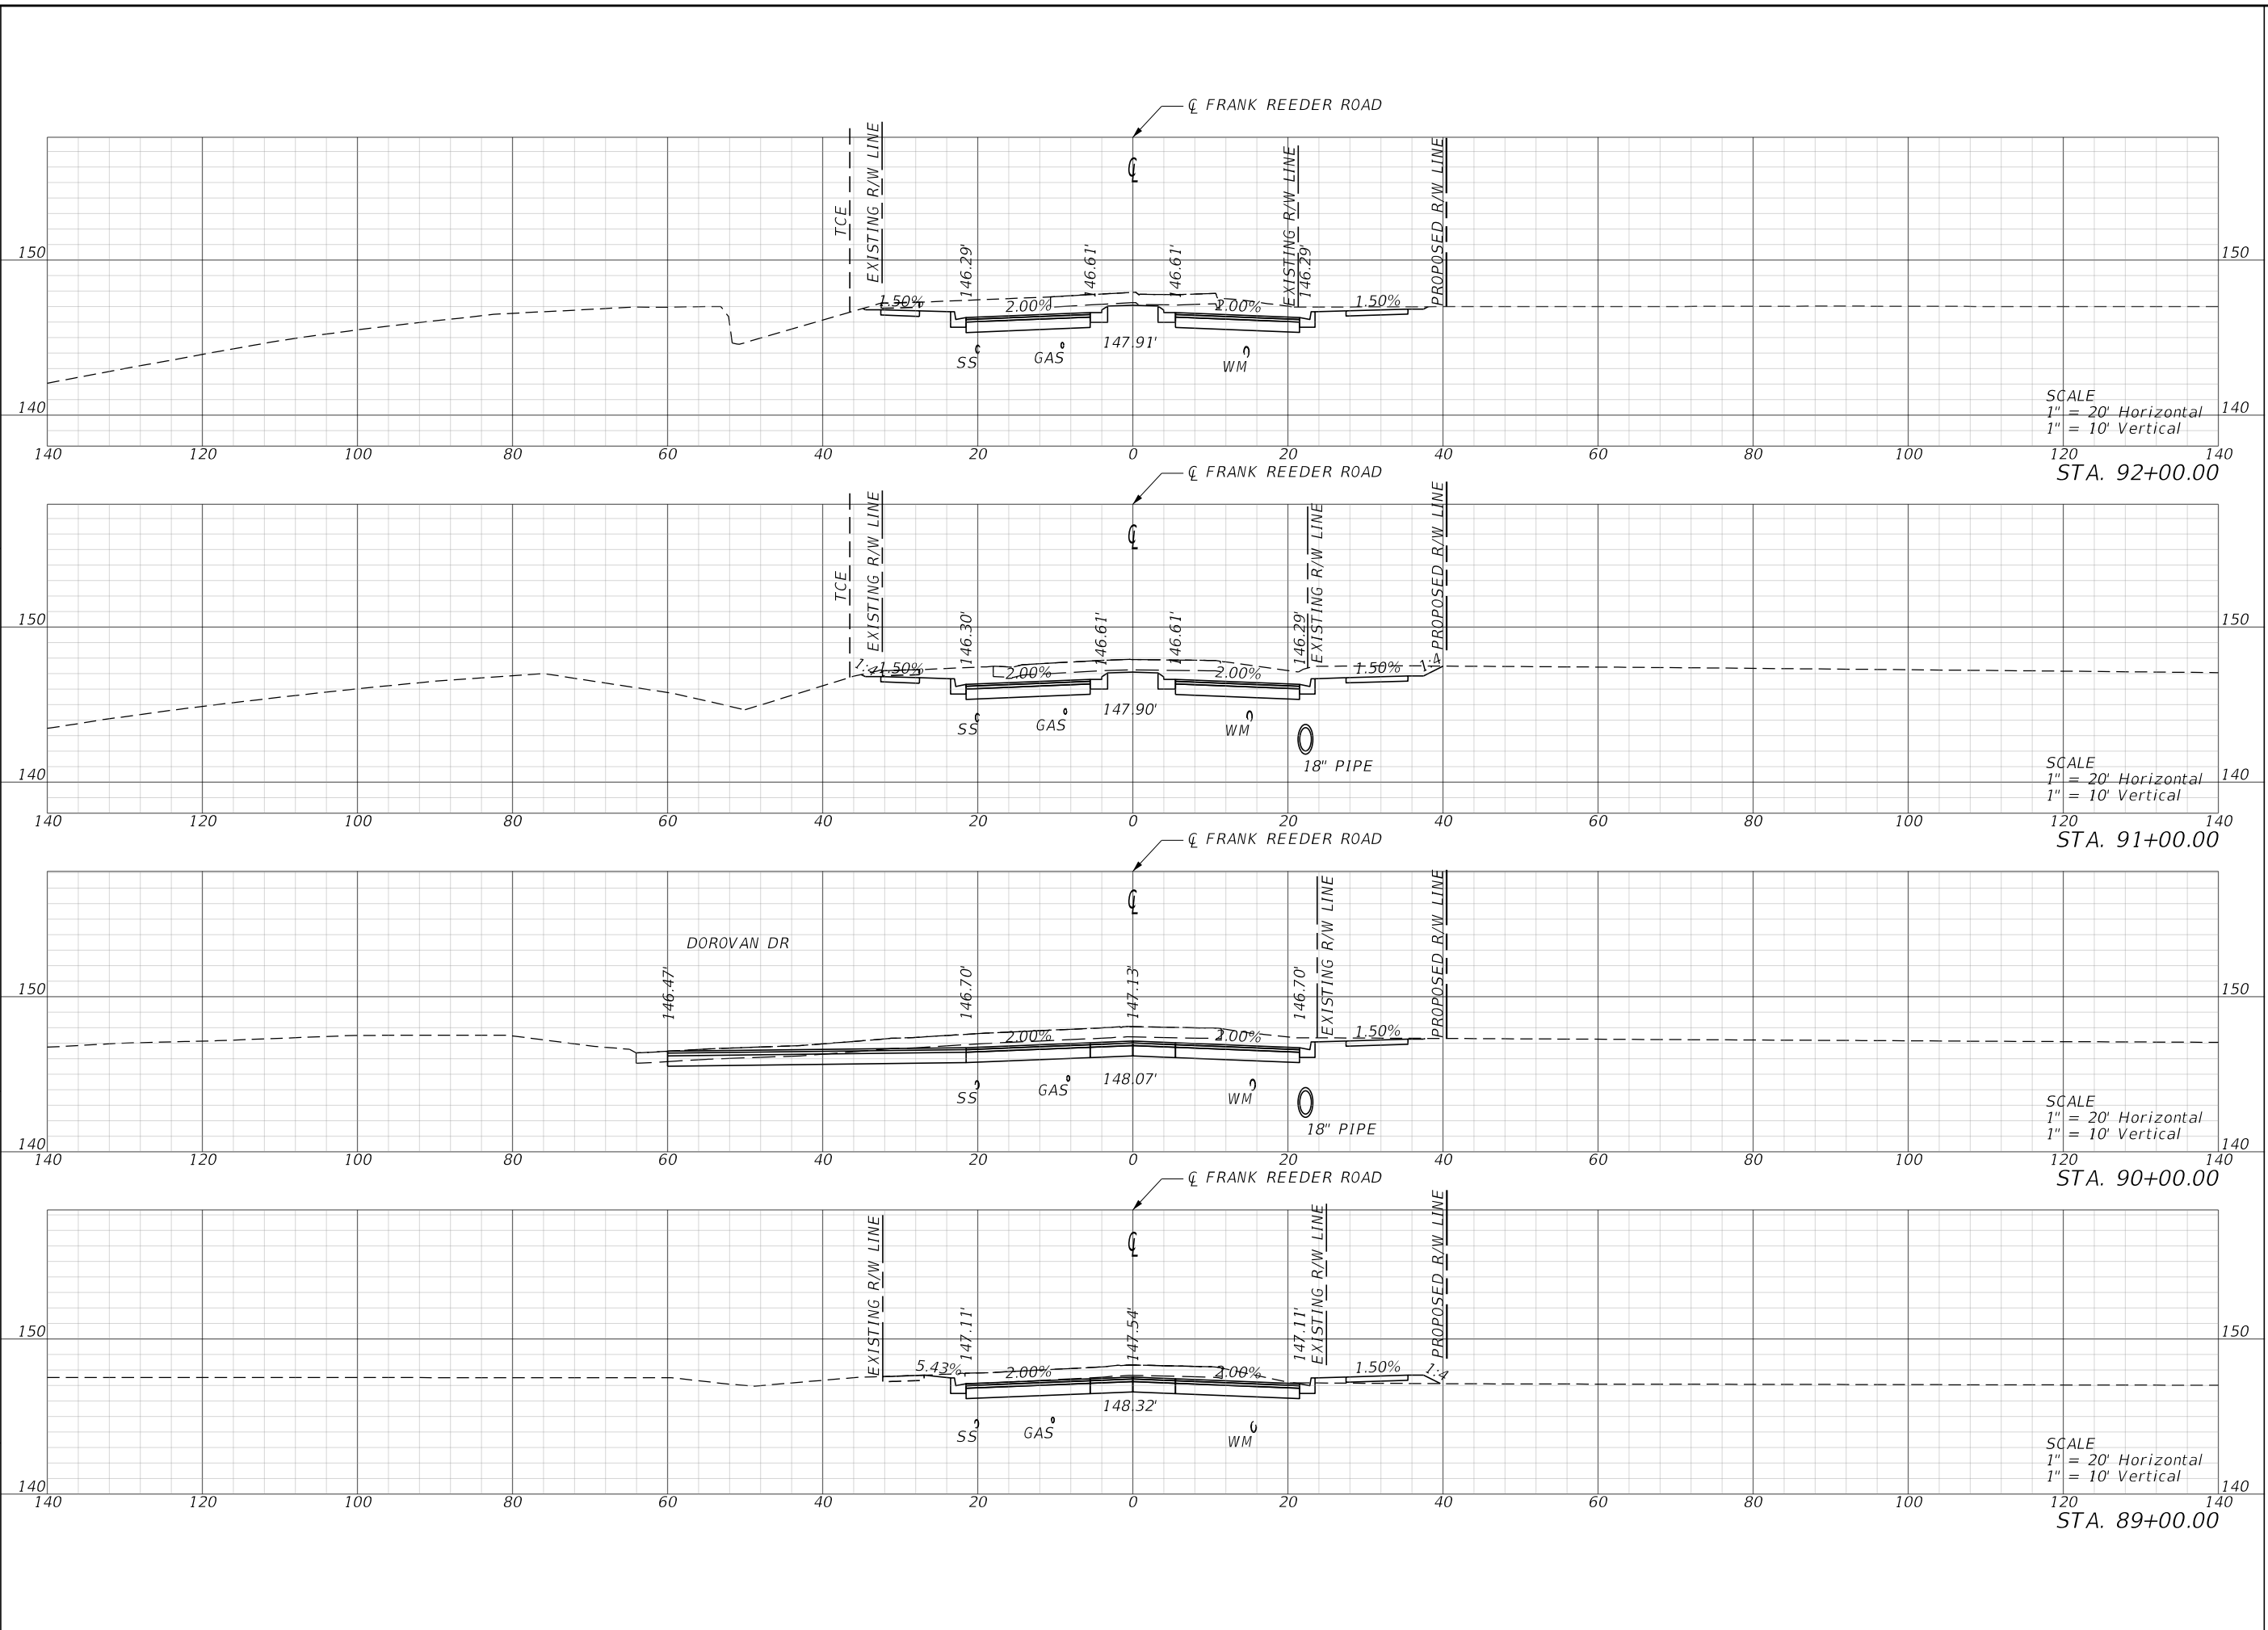 ℄ FRANK REEDER ROAD
℄
TCE
EXISTING R/W LINE
EXISTING R/W LINE
PROPOSED R/W LINE
146.29'
146.61'
146.61'
146.29'
150
150
1.50%
2.00%
2.00%
1.50%
147.91'
SS
GAS
WM
SCALE
1" = 20' Horizontal
1" = 10' Vertical
140
140
140 120 100 80 60 40 20 0 20 40 60 80 100 120 140
STA. 92+00.00
℄ FRANK REEDER ROAD
℄
TCE
EXISTING R/W LINE
EXISTING R/W LINE
PROPOSED R/W LINE
146.30'
146.61'
146.61'
146.29'
150
150
1:4
1.50%
2.00%
2.00%
1.50%
1:4
147.90'
SS
GAS
WM
18" PIPE
SCALE
1" = 20' Horizontal
1" = 10' Vertical
140
140
140 120 100 80 60 40 20 0 20 40 60 80 100 120 140
STA. 91+00.00
℄ FRANK REEDER ROAD
℄
EXISTING R/W LINE
PROPOSED R/W LINE
DOROVAN DR
146.47'
146.70'
147.13'
146.70'
150
150
2.00%
2.00%
1.50%
148.07'
SS
GAS
WM
18" PIPE
SCALE
1" = 20' Horizontal
1" = 10' Vertical
140
140
140 120 100 80 60 40 20 0 20 40 60 80 100 120 140
STA. 90+00.00
℄ FRANK REEDER ROAD
℄
EXISTING R/W LINE
EXISTING R/W LINE
PROPOSED R/W LINE
147.11'
147.54'
147.11'
150
150
5.43%
2.00%
2.00%
1.50%
1:4
148.32'
SS
GAS
WM
SCALE
1" = 20' Horizontal
1" = 10' Vertical
140
140
140 120 100 80 60 40 20 0 20 40 60 80 100 120 140
STA. 89+00.00